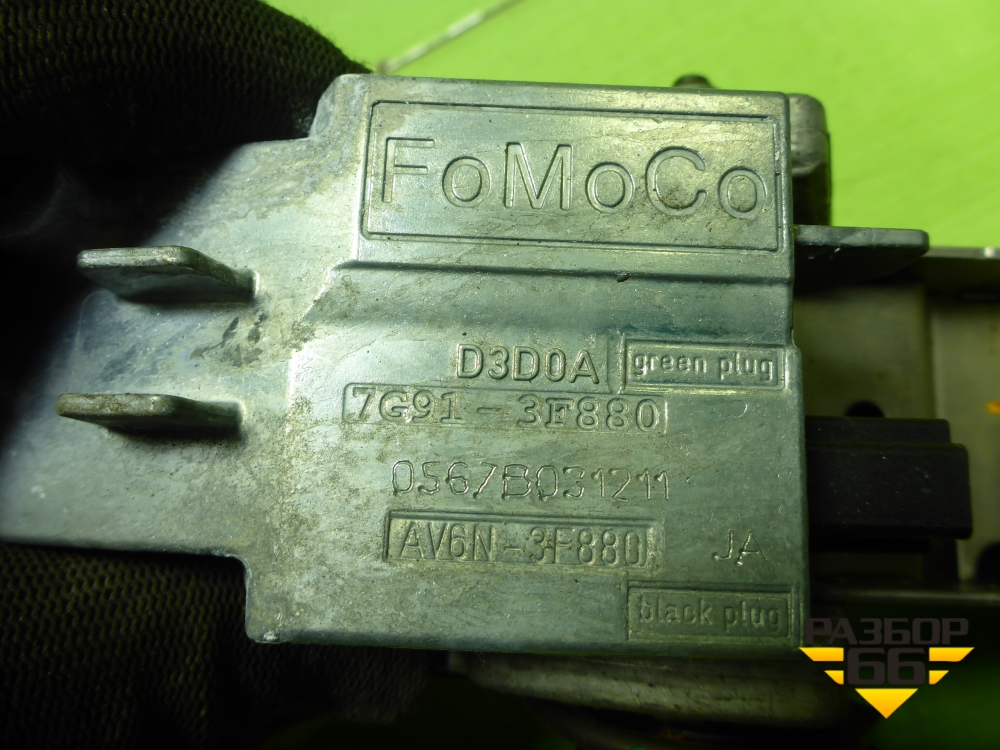 FoMoCo
D3D0A green plug
7G91-3F880
0567B031211
AV6N-3F880 JA
black plug
РАЗБОР
66